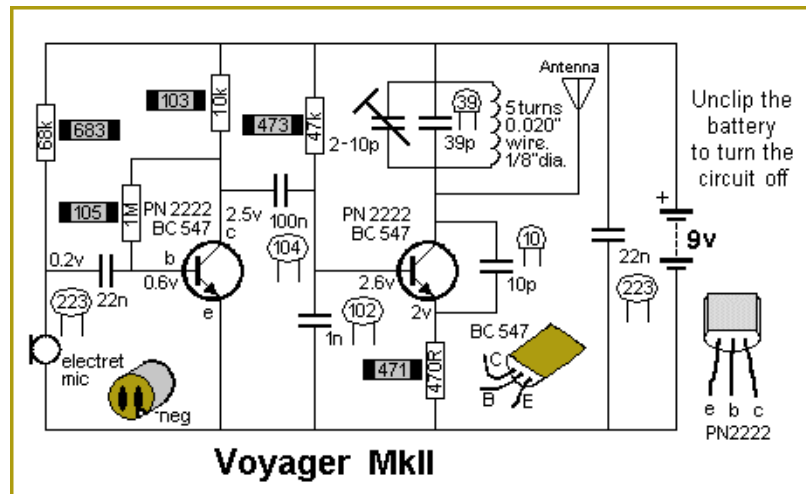 103
10k
683
68k
473
47k
2-10p
39
39p
5 turns
0.020"
wire.
1/8"dia.
Antenna
Unclip the
battery
to turn the
circuit off
105
1M
PN 2222
BC 547
2.5v
c
100n
104
PN 2222
BC 547
10
10p
+
9v
22n
223
0.2v
22n
223
b
0.6v
e
2.6v
2v
1n
102
471
470R
BC 547
C
B
E
electret
mic
neg
e b c
PN2222
Voyager MkII